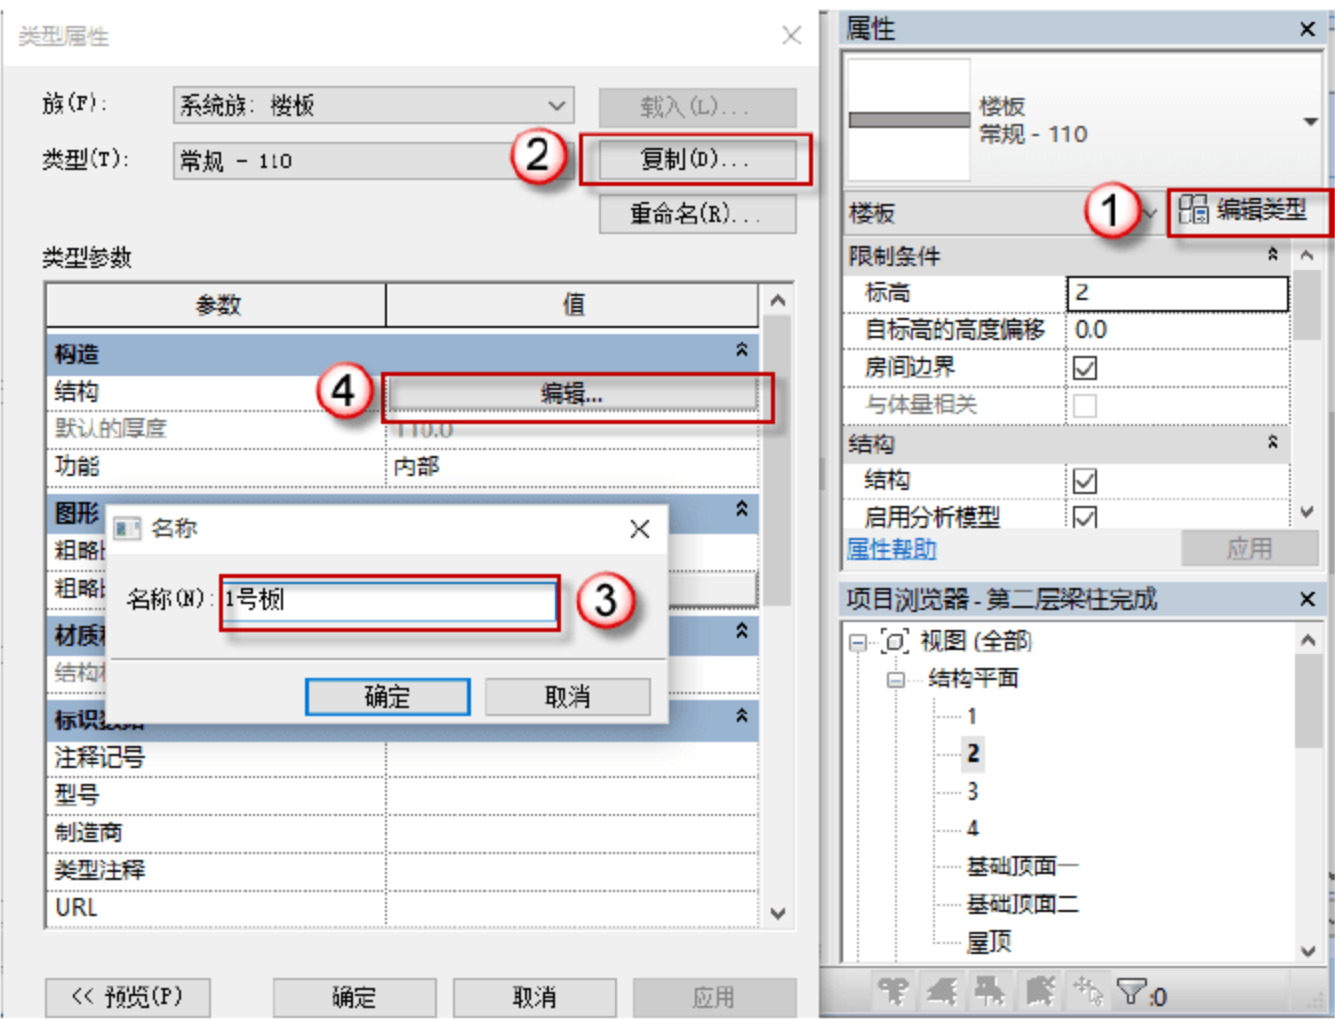 类型属性
族(F):
系统族: 楼板
载入(L)...
类型(T):
常规 - 110
②
复制(D)...
重命名(R)...
类型参数
参数
值
构造
结构
④
编辑...
默认的厚度
110.0
功能
内部
图形
粗略
粗略
材质
结构
标识数据
注释记号
型号
制造商
类型注释
URL
<< 预览(P)
确定
取消
应用
名称
名称(N):
1号板
③
确定
取消
属性
楼板
常规 - 110
楼板
①
编辑类型
限制条件
标高
2
自标高的高度偏移
0.0
房间边界
与体量相关
结构
结构
启用分析模型
属性帮助
应用
项目浏览器 - 第二层梁柱完成
视图 (全部)
结构平面
1
2
3
4
基础顶面一
基础顶面二
屋顶
:0